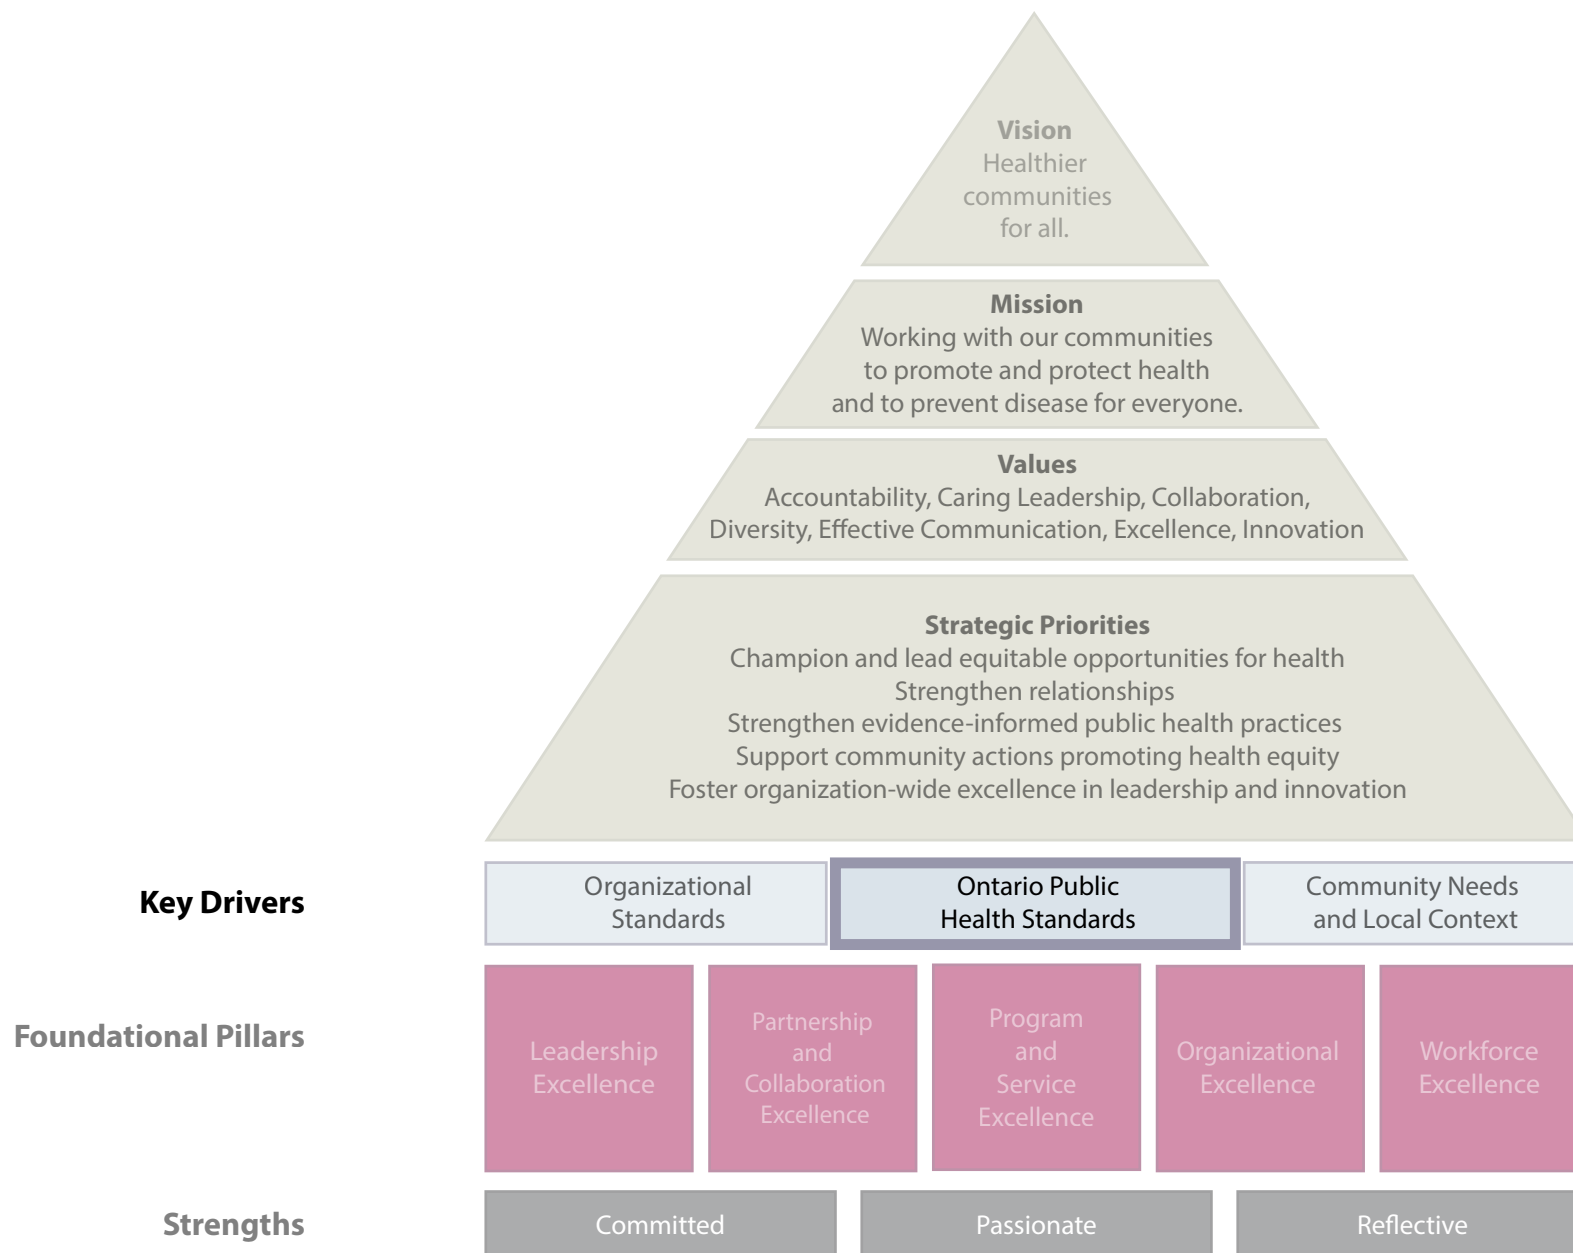 Vision
Healthier
communities
for all.
Mission
Working with our communities
to promote and protect health
and to prevent disease for everyone.
Values
Accountability, Caring Leadership, Collaboration,
Diversity, Effective Communication, Excellence, Innovation
Strategic Priorities
Champion and lead equitable opportunities for health
Strengthen relationships
Strengthen evidence-informed public health practices
Support community actions promoting health equity
Foster organization-wide excellence in leadership and innovation
Key Drivers
Organizational
Standards
Ontario Public
Health Standards
Community Needs
and Local Context
Foundational Pillars
Leadership
Excellence
Partnership
and
Collaboration
Excellence
Program
and
Service
Excellence
Organizational
Excellence
Workforce
Excellence
Strengths
Committed
Passionate
Reflective